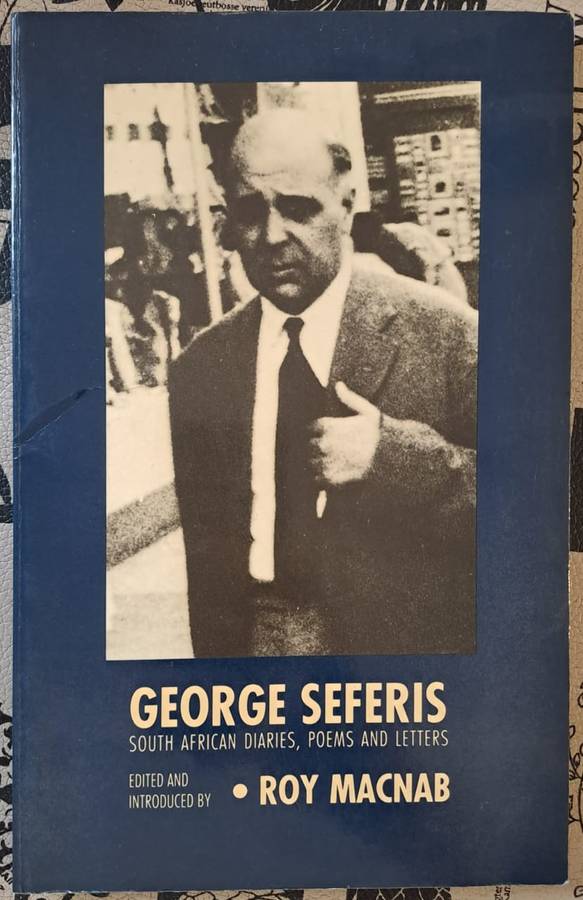 GEORGE SEFERIS
SOUTH AFRICAN DIARIES, POEMS AND LETTERS
EDITED AND
INTRODUCED BY
• ROY MACNAB